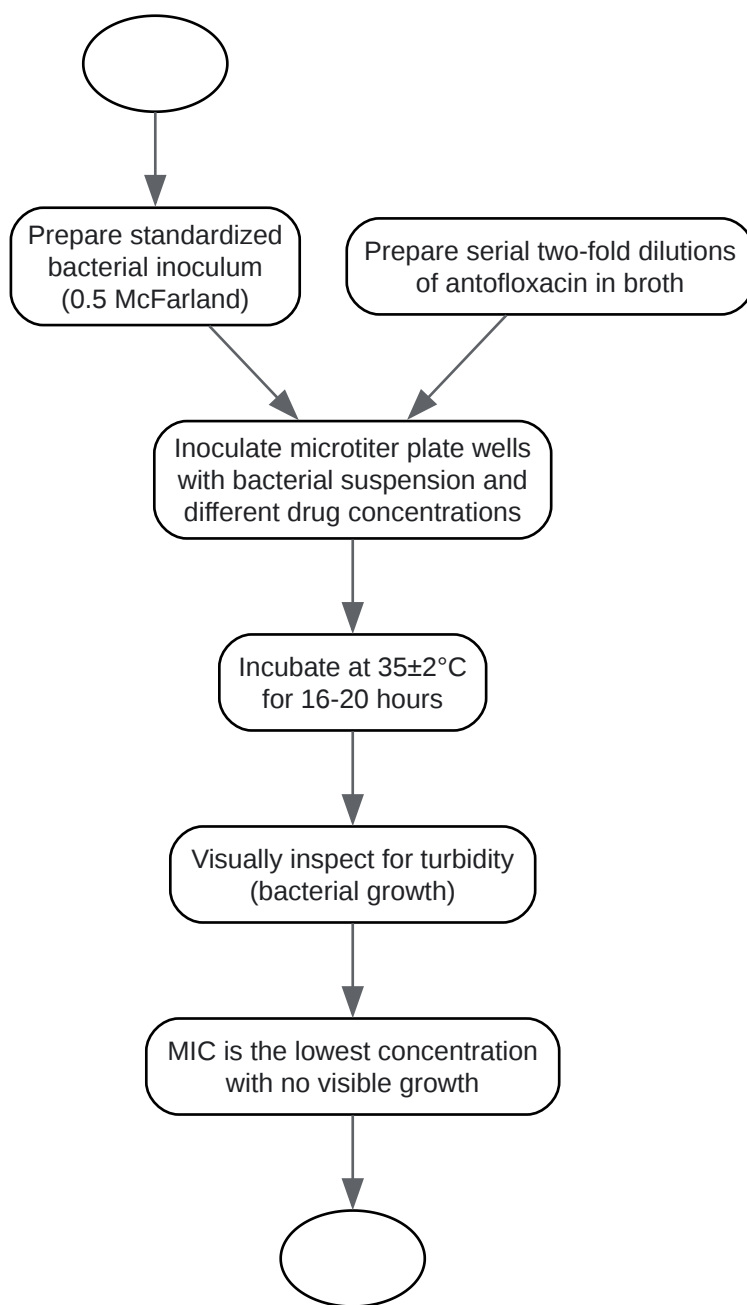 Prepare standardized
bacterial inoculum
(0.5 McFarland)
Prepare serial two-fold dilutions
of antofloxacin in broth
Inoculate microtiter plate wells
with bacterial suspension and
different drug concentrations
Incubate at 35±2°C
for 16-20 hours
Visually inspect for turbidity
(bacterial growth)
MIC is the lowest concentration
with no visible growth